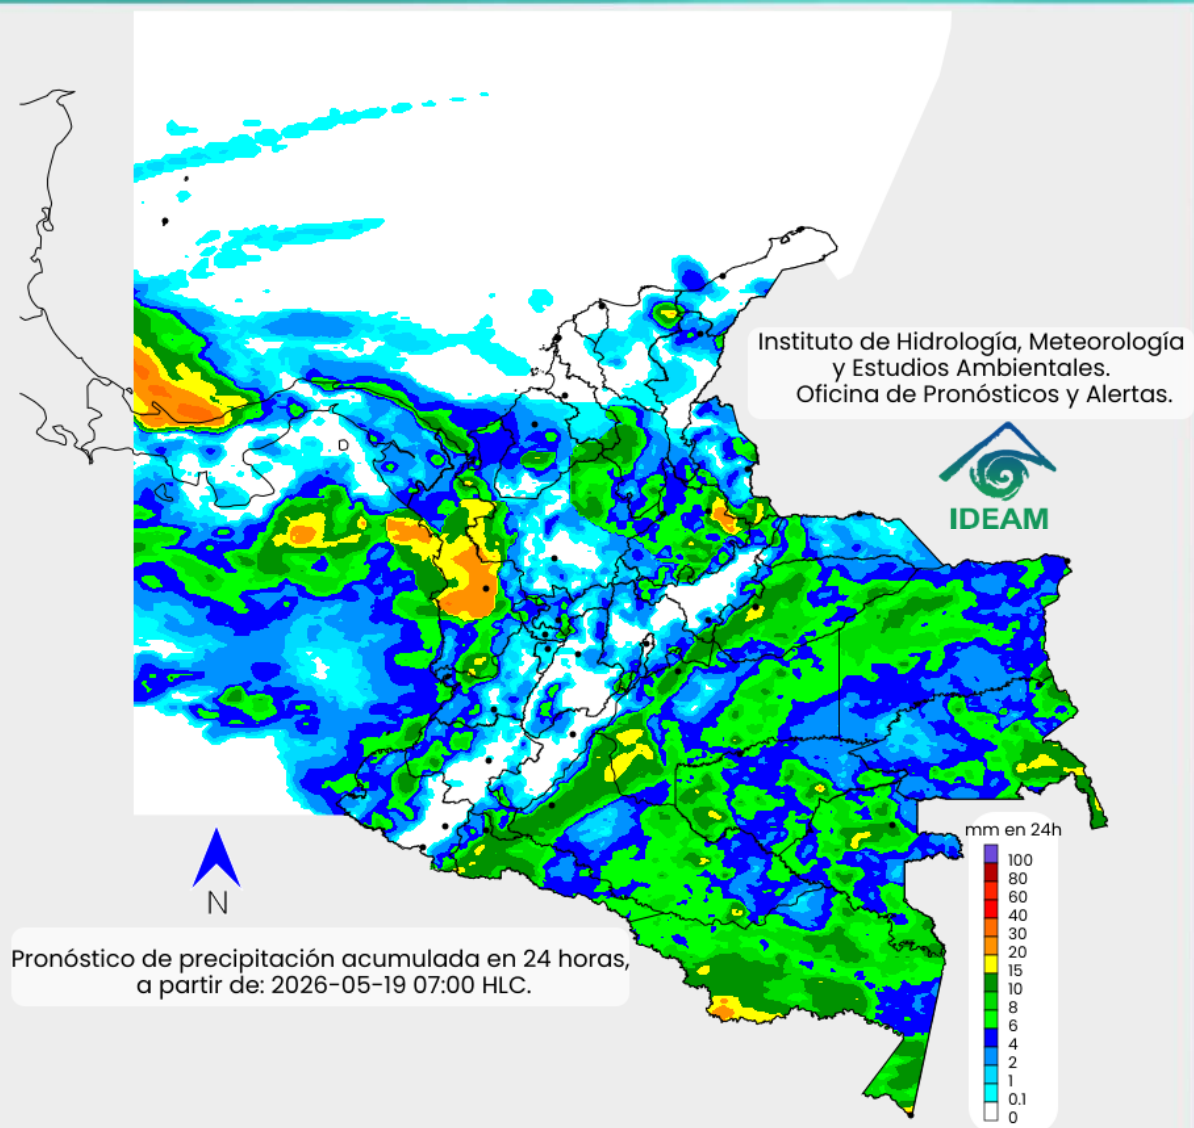 Instituto de Hidrología, Meteorología
y Estudios Ambientales.
Oficina de Pronósticos y Alertas.
IDEAM
mm en 24h
100
80
60
40
30
20
15
10
8
6
4
2
1
0.1
0
N
Pronóstico de precipitación acumulada en 24 horas,
a partir de: 2026-05-19 07:00 HLC.